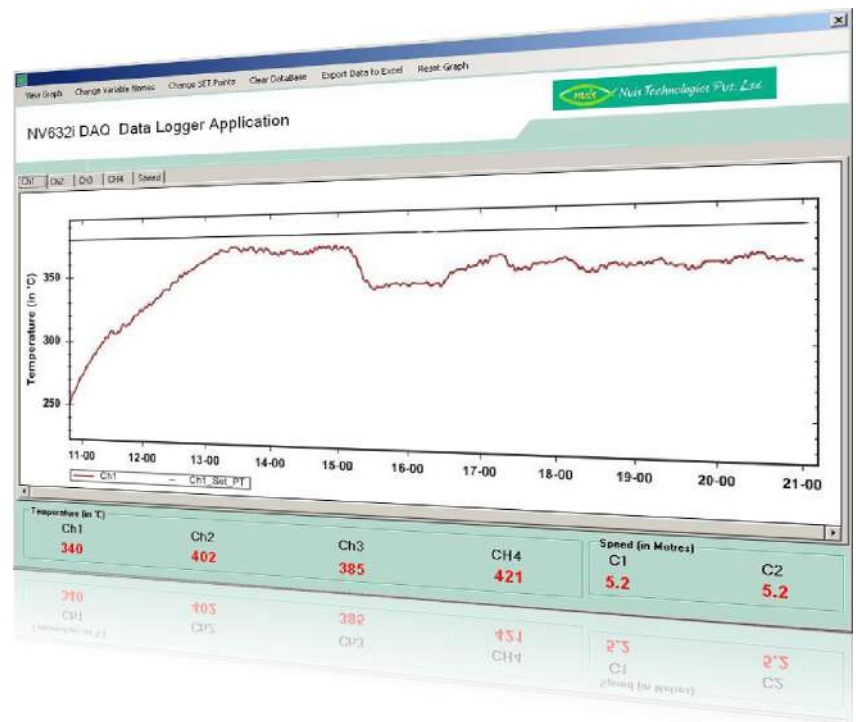 View Graph Change Variable Names Change SET Points Clear DataBase Export Data to Excel Reset Graph
nuis Nuis Technologies Pvt. Ltd.
NV632i DAQ Data Logger Application
Ch1 Ch2 Ch3 CH4 Speed
Temperature (in °C)
350
300
250
11-00 12-00 13-00 14-00 15-00 16-00 17-00 18-00 19-00 20-00 21-00
Ch1 Ch1_Set_PT
Temperature (in °C)
Ch1 Ch2 Ch3 CH4
340 402 385 421
Speed (in Metres)
C1 C2
5.2 5.2